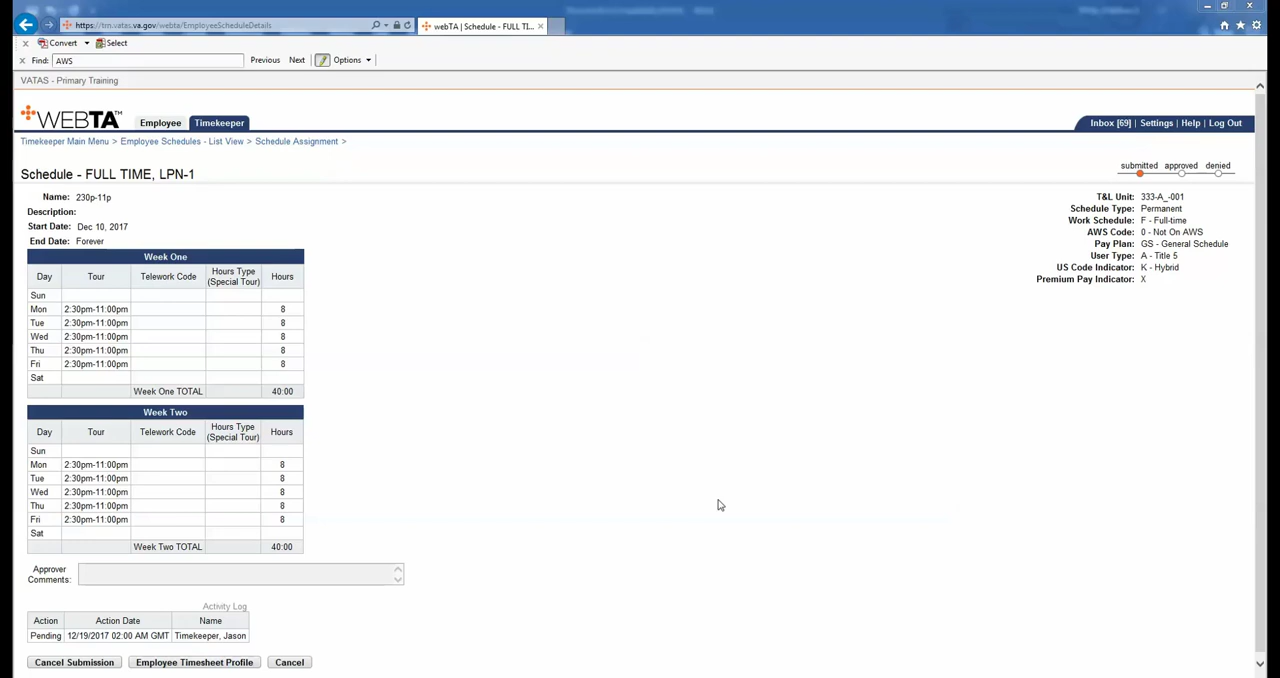 https://trn.vatas.va.gov/webta/EmployeeScheduleDetails
webTA | Schedule - FULL TI...
Convert Select
Find: AWS Previous Next Options
VATAS - Primary Training
WEBTA™ Employee Timekeeper Inbox [69] | Settings | Help | Log Out
Timekeeper Main Menu > Employee Schedules - List View > Schedule Assignment >
submitted approved denied
Schedule - FULL TIME, LPN-1
Name: 230p-11p
Description:
Start Date: Dec 10, 2017
End Date: Forever
T&L Unit: 333-A_-001
Schedule Type: Permanent
Work Schedule: F - Full-time
AWS Code: 0 - Not On AWS
Pay Plan: GS - General Schedule
User Type: A - Title 5
US Code Indicator: K - Hybrid
Premium Pay Indicator: X
Week One
Day Tour Telework Code Hours Type (Special Tour) Hours
Sun
Mon 2:30pm-11:00pm 8
Tue 2:30pm-11:00pm 8
Wed 2:30pm-11:00pm 8
Thu 2:30pm-11:00pm 8
Fri 2:30pm-11:00pm 8
Sat
Week One TOTAL 40:00
Week Two
Day Tour Telework Code Hours Type (Special Tour) Hours
Sun
Mon 2:30pm-11:00pm 8
Tue 2:30pm-11:00pm 8
Wed 2:30pm-11:00pm 8
Thu 2:30pm-11:00pm 8
Fri 2:30pm-11:00pm 8
Sat
Week Two TOTAL 40:00
Approver
Comments:
Activity Log
Action Action Date Name
Pending 12/19/2017 02:00 AM GMT Timekeeper, Jason
Cancel Submission Employee Timesheet Profile Cancel